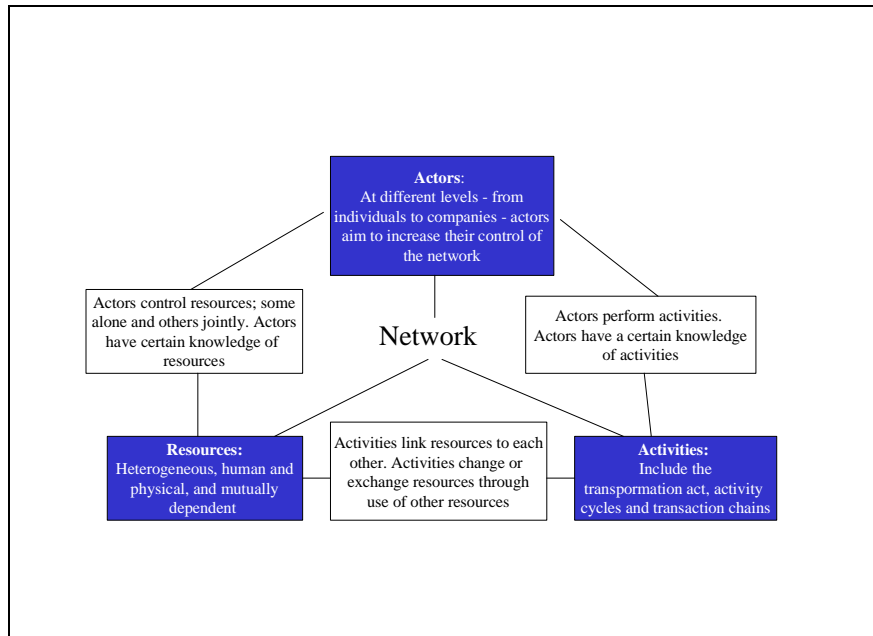 Actors:
At different levels - from
individuals to companies - actors
aim to increase their control of
the network
Actors control resources; some
alone and others jointly. Actors
have certain knowledge of
resources
Network
Actors perform activities.
Actors have a certain knowledge
of activities
Resources:
Heterogeneous, human and
physical, and mutually
dependent
Activities link resources to each
other. Activities change or
exchange resources through
use of other resources
Activities:
Include the
transpormation act, activity
cycles and transaction chains